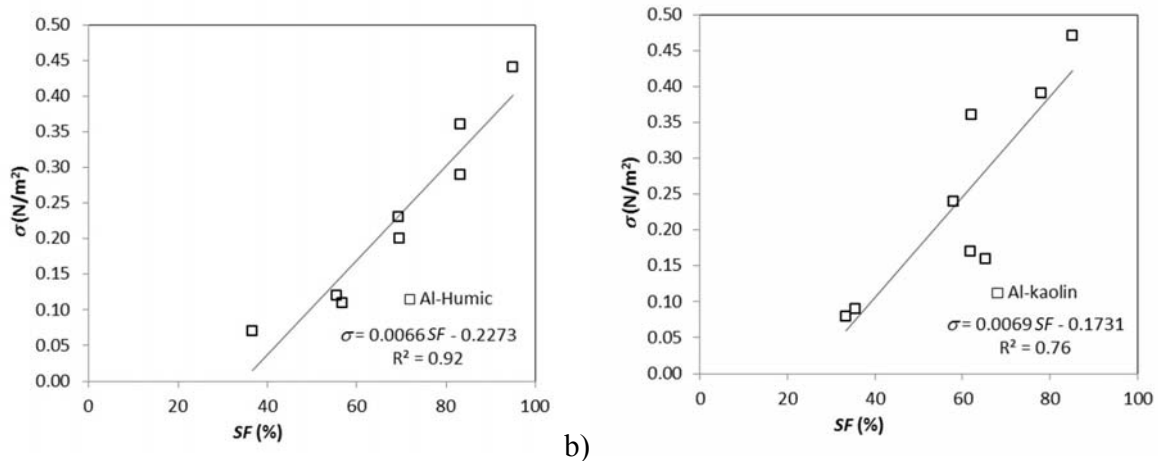 0.50
0.45
0.40
0.35
0.30
0.25
0.20
0.15
0.10
0.05
0.00
σ (N/m²)
0 20 40 60 80 100
SF (%)
Al-Humic
σ = 0.0066 SF - 0.2273
R² = 0.92
b)
0.50
0.45
0.40
0.35
0.30
0.25
0.20
0.15
0.10
0.05
0.00
σ (N/m²)
0 20 40 60 80 100
SF (%)
Al-kaolin
σ = 0.0069 SF - 0.1731
R² = 0.76